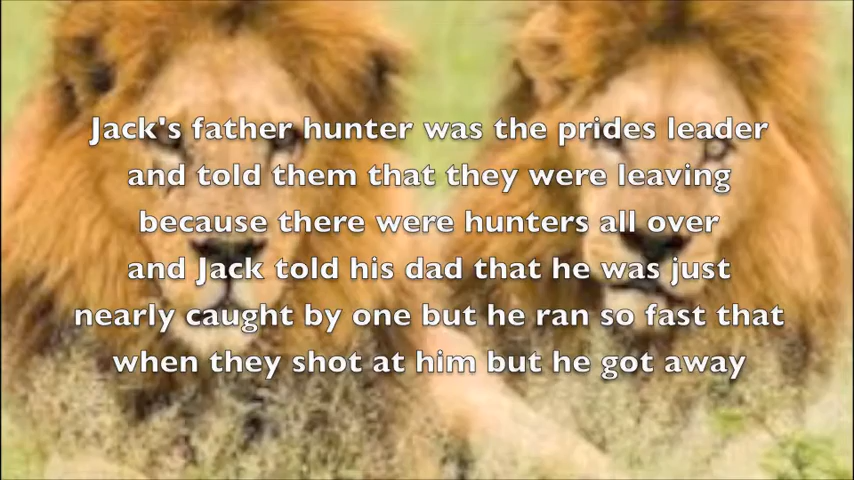 Jack's father hunter was the prides leader
and told them that they were leaving
because there were hunters all over
and Jack told his dad that he was just
nearly caught by one but he ran so fast that
when they shot at him but he got away